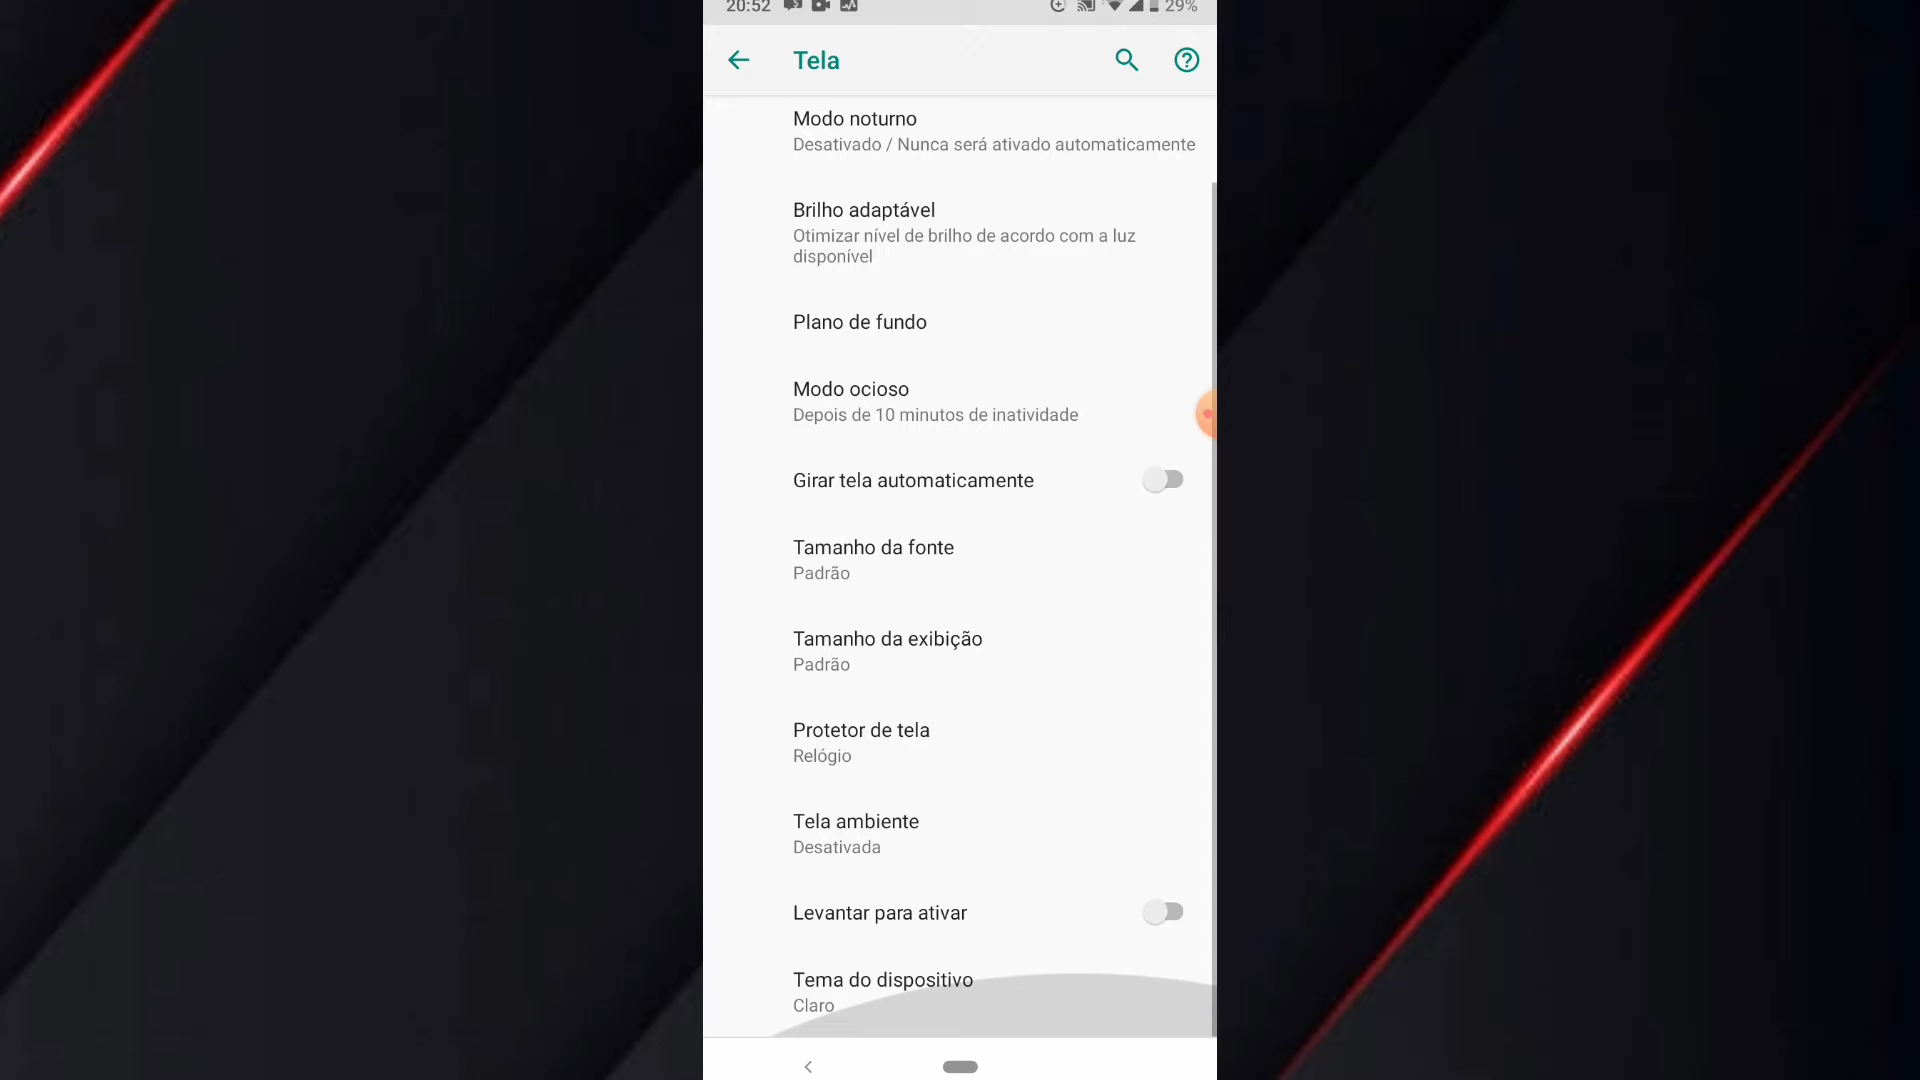 20:52
29%
Tela
Modo noturno
Desativado / Nunca será ativado automaticamente
Brilho adaptável
Otimizar nível de brilho de acordo com a luz
disponível
Plano de fundo
Modo ocioso
Depois de 10 minutos de inatividade
Girar tela automaticamente
Tamanho da fonte
Padrão
Tamanho da exibição
Padrão
Protetor de tela
Relógio
Tela ambiente
Desativada
Levantar para ativar
Tema do dispositivo
Claro